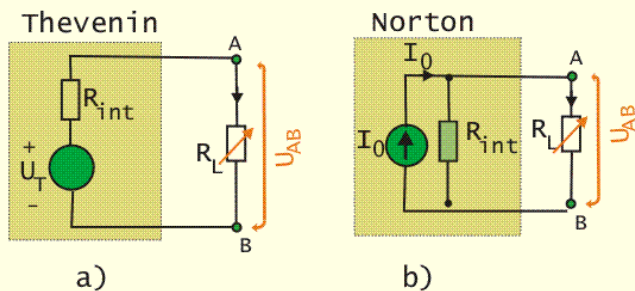 Thevenin
A
R_int
+
U_T
-
R_L
U_AB
B
a)
Norton
I_0
A
I_0
R_int
R_L
U_AB
B
b)